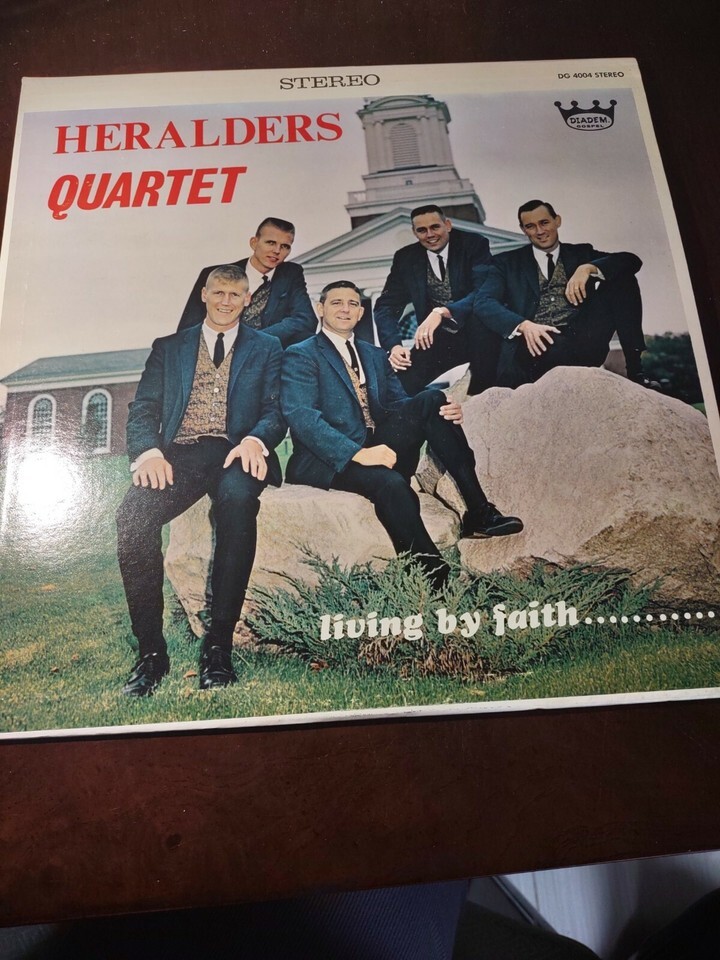 STEREO
DG 4004 STEREO
HERALDERS
QUARTET
DIADEM
GOSPEL
living by faith...........